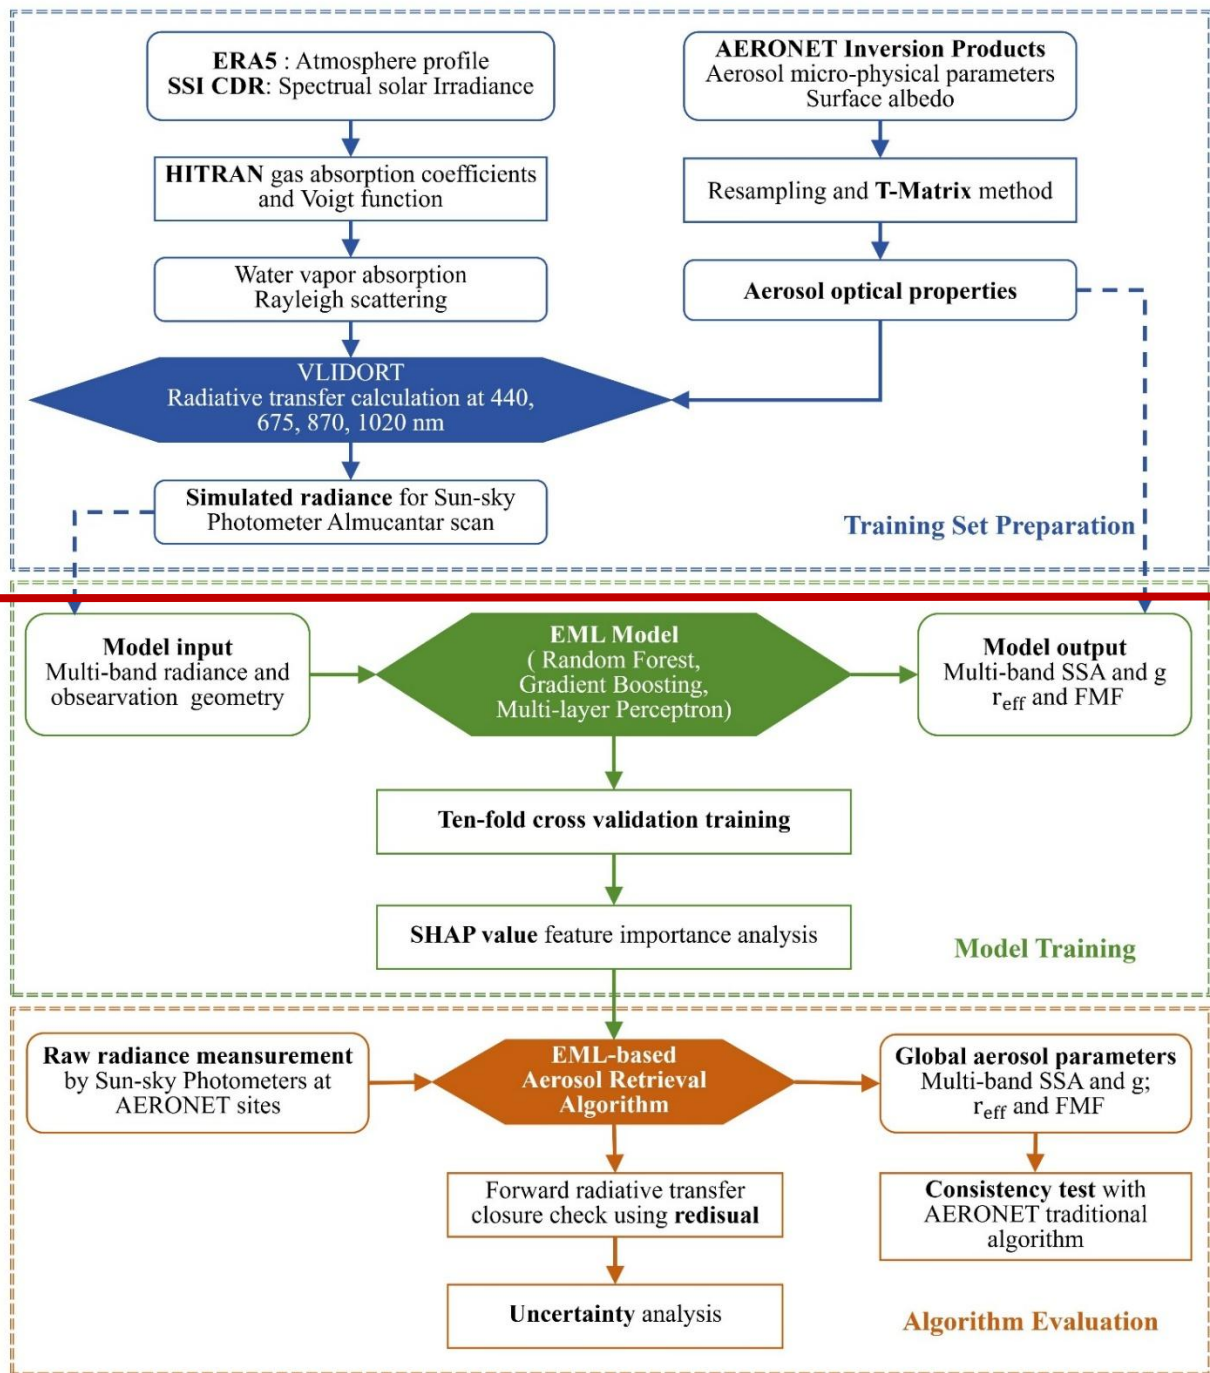 ERA5 : Atmosphere profile
SSI CDR: Spectrual solar Irradiance
AERONET Inversion Products
Aerosol micro-physical parameters
Surface albedo
HITRAN gas absorption coefficients
and Voigt function
Resampling and T-Matrix method
Water vapor absorption
Rayleigh scattering
Aerosol optical properties
VLIDORT
Radiative transfer calculation at 440,
675, 870, 1020 nm
Simulated radiance for Sun-sky
Photometer Almucantar scan
Training Set Preparation
Model input
Multi-band radiance and
obsearvation geometry
EML Model
( Random Forest,
Gradient Boosting,
Multi-layer Perceptron)
Model output
Multi-band SSA and g
r_eff and FMF
Ten-fold cross validation training
SHAP value feature importance analysis
Model Training
Raw radiance meansurement
by Sun-sky Photometers at
AERONET sites
EML-based
Aerosol Retrieval
Algorithm
Global aerosol parameters
Multi-band SSA and g;
r_eff and FMF
Forward radiative transfer
closure check using redisual
Consistency test with
AERONET traditional
algorithm
Uncertainty analysis
Algorithm Evaluation